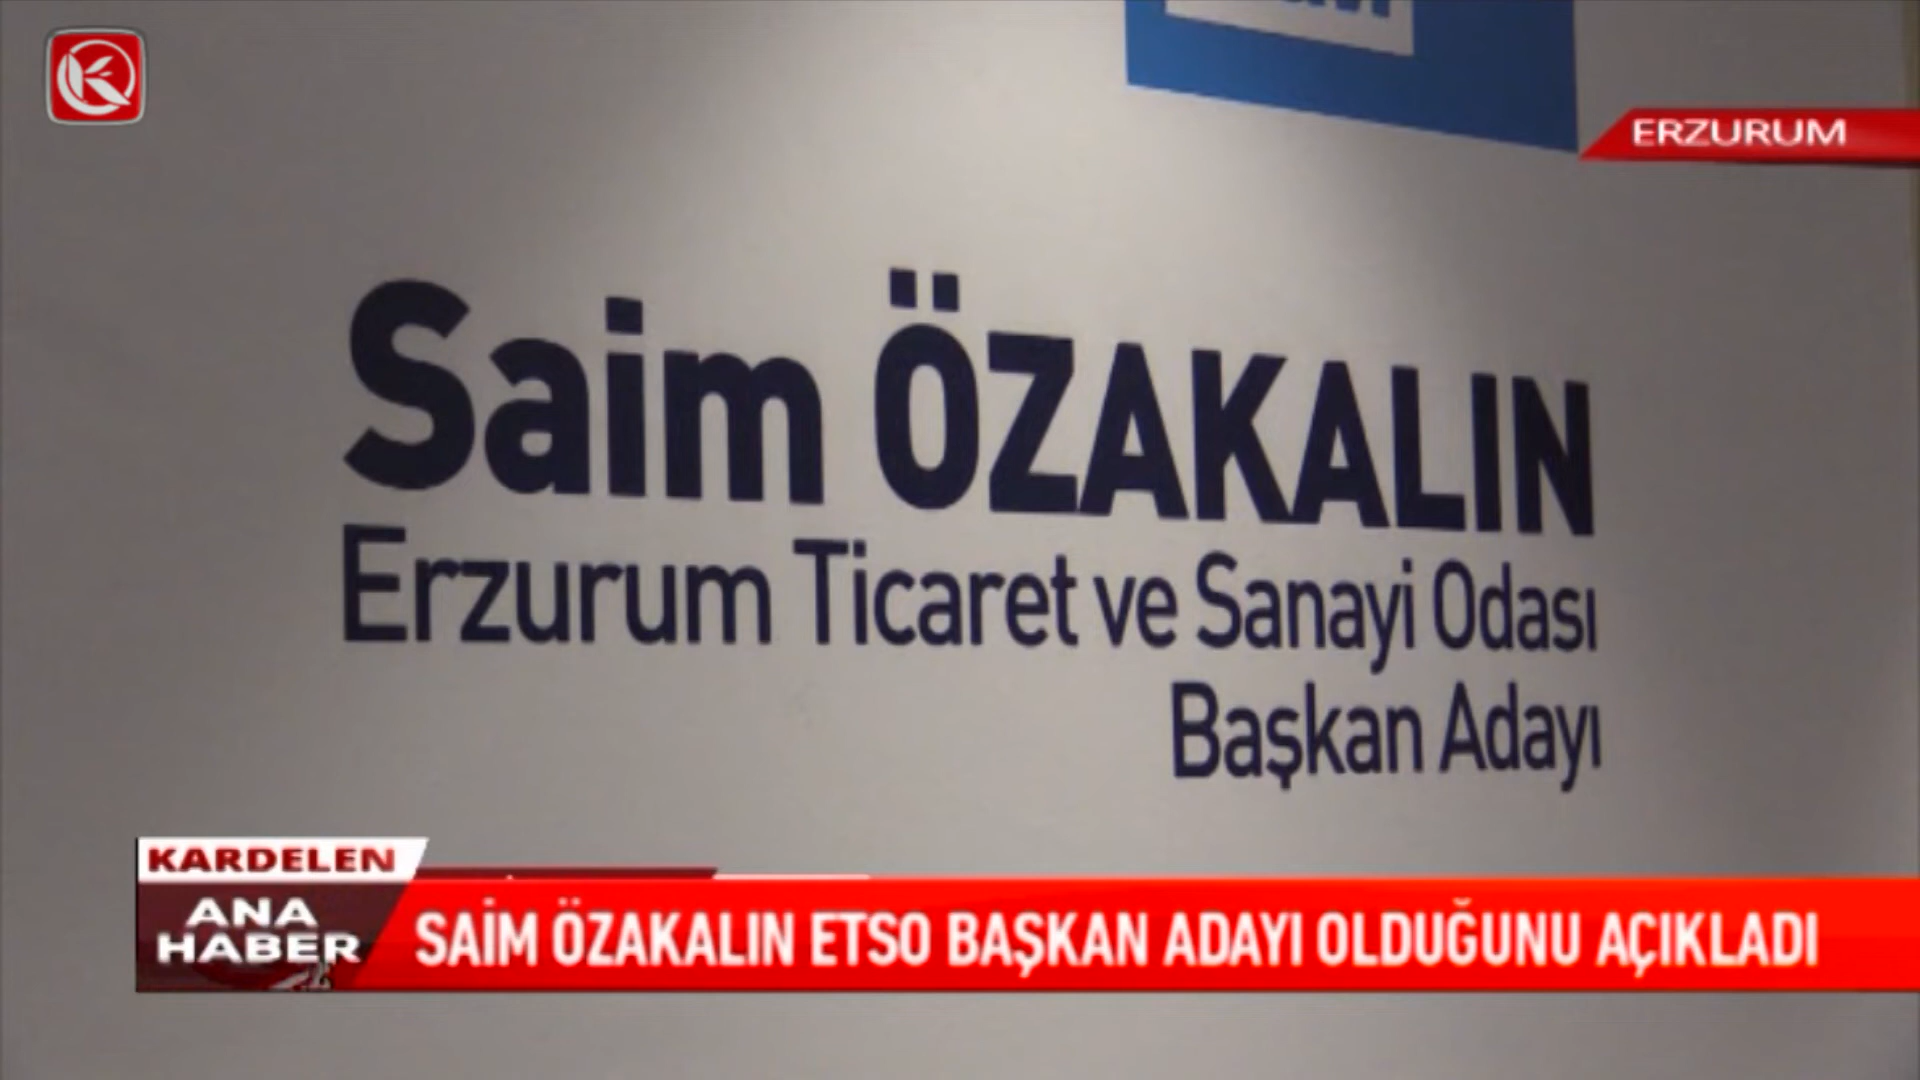 ERZURUM
Saim ÖZAKALIN
Erzurum Ticaret ve Sanayi Odası
Başkan Adayı
KARDELEN
ANA
HABER
SAİM ÖZAKALIN ETSO BAŞKAN ADAYI OLDUĞUNU AÇIKLADI